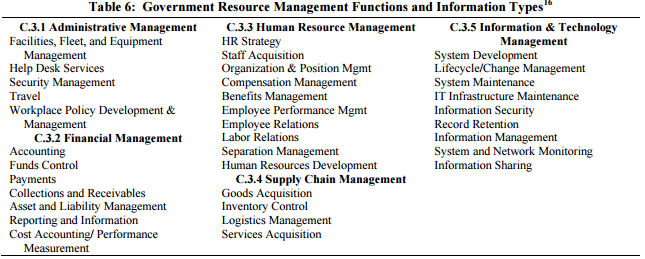 Table 6: Government Resource Management Functions and Information Types16
C.3.1 Administrative Management
Facilities, Fleet, and Equipment
Management
Help Desk Services
Security Management
Travel
Workplace Policy Development &
Management
C.3.2 Financial Management
Accounting
Funds Control
Payments
Collections and Receivables
Asset and Liability Management
Reporting and Information
Cost Accounting/ Performance
Measurement
C.3.3 Human Resource Management
HR Strategy
Staff Acquisition
Organization & Position Mgmt
Compensation Management
Benefits Management
Employee Performance Mgmt
Employee Relations
Labor Relations
Separation Management
Human Resources Development
C.3.4 Supply Chain Management
Goods Acquisition
Inventory Control
Logistics Management
Services Acquisition
C.3.5 Information & Technology
Management
System Development
Lifecycle/Change Management
System Maintenance
IT Infrastructure Maintenance
Information Security
Record Retention
Information Management
System and Network Monitoring
Information Sharing